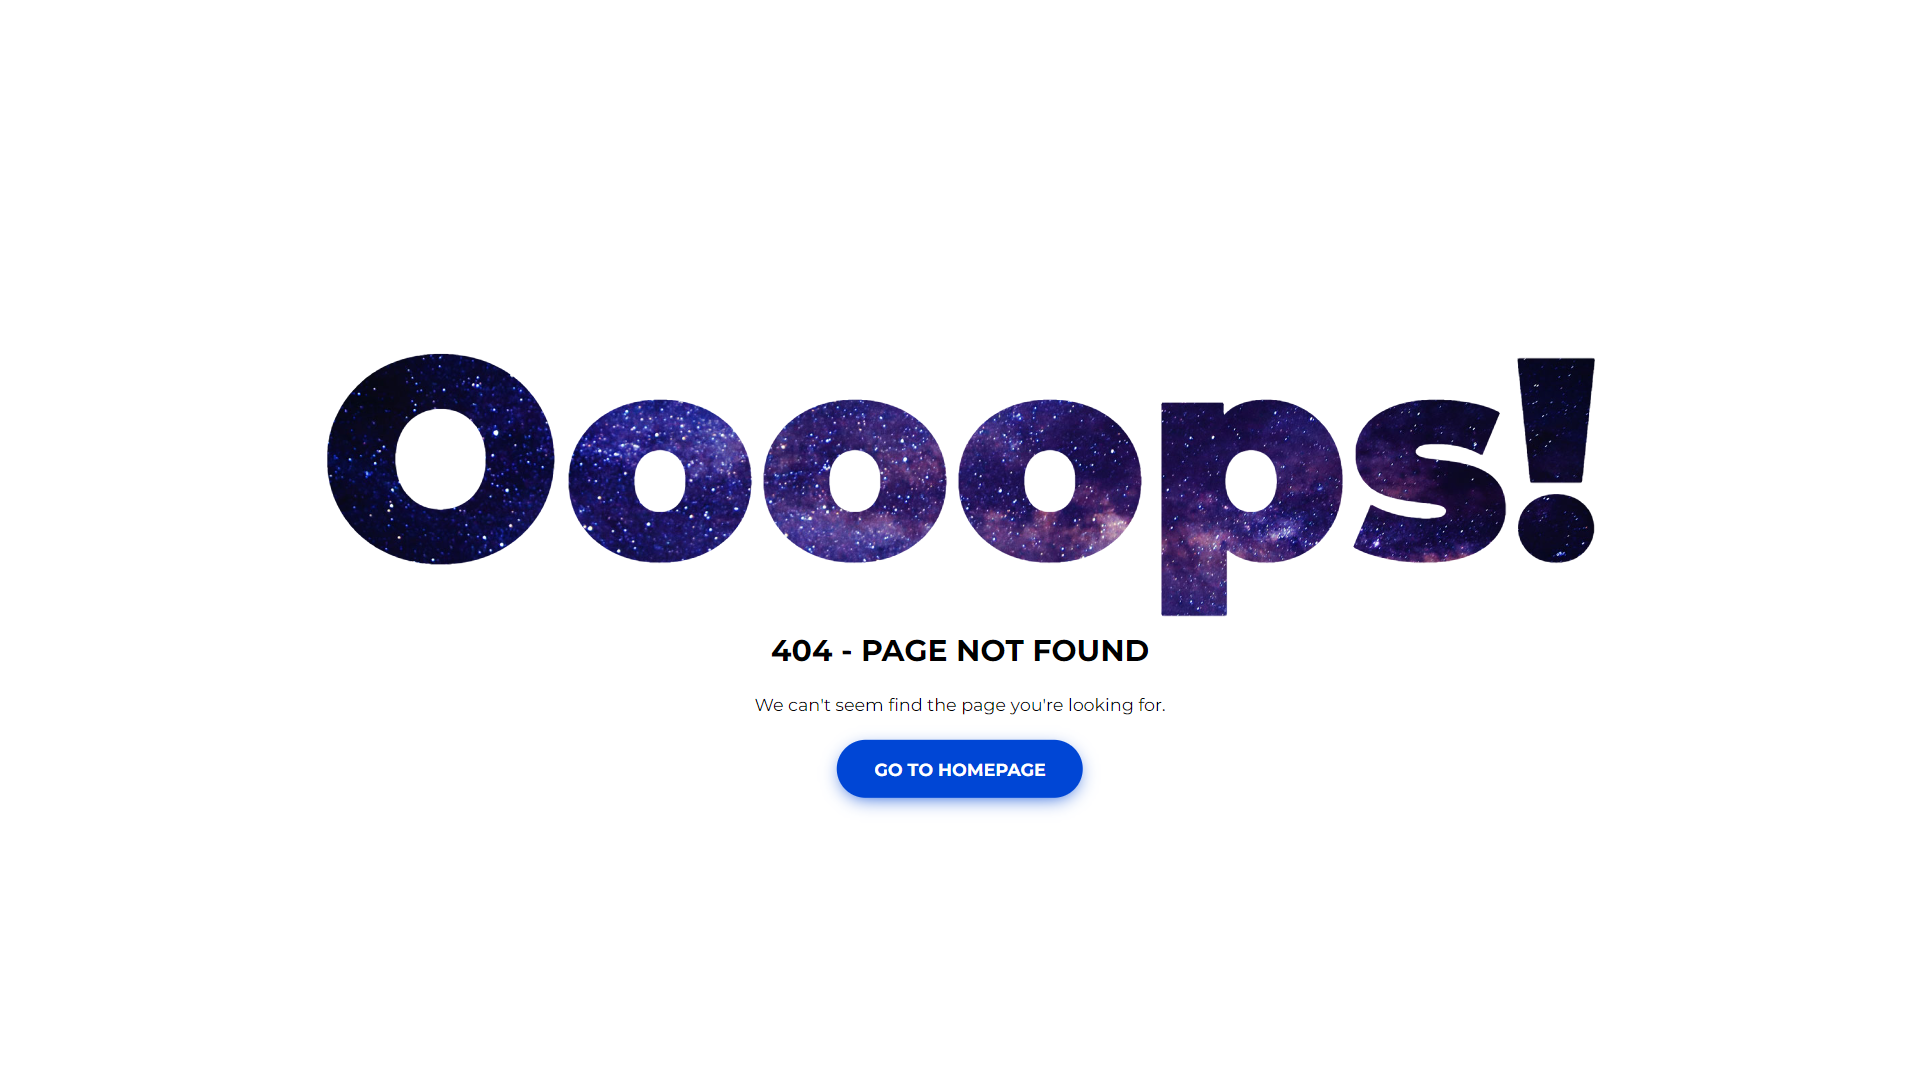 Oooops!
404 - PAGE NOT FOUND
We can't seem find the page you're looking for.
GO TO HOMEPAGE